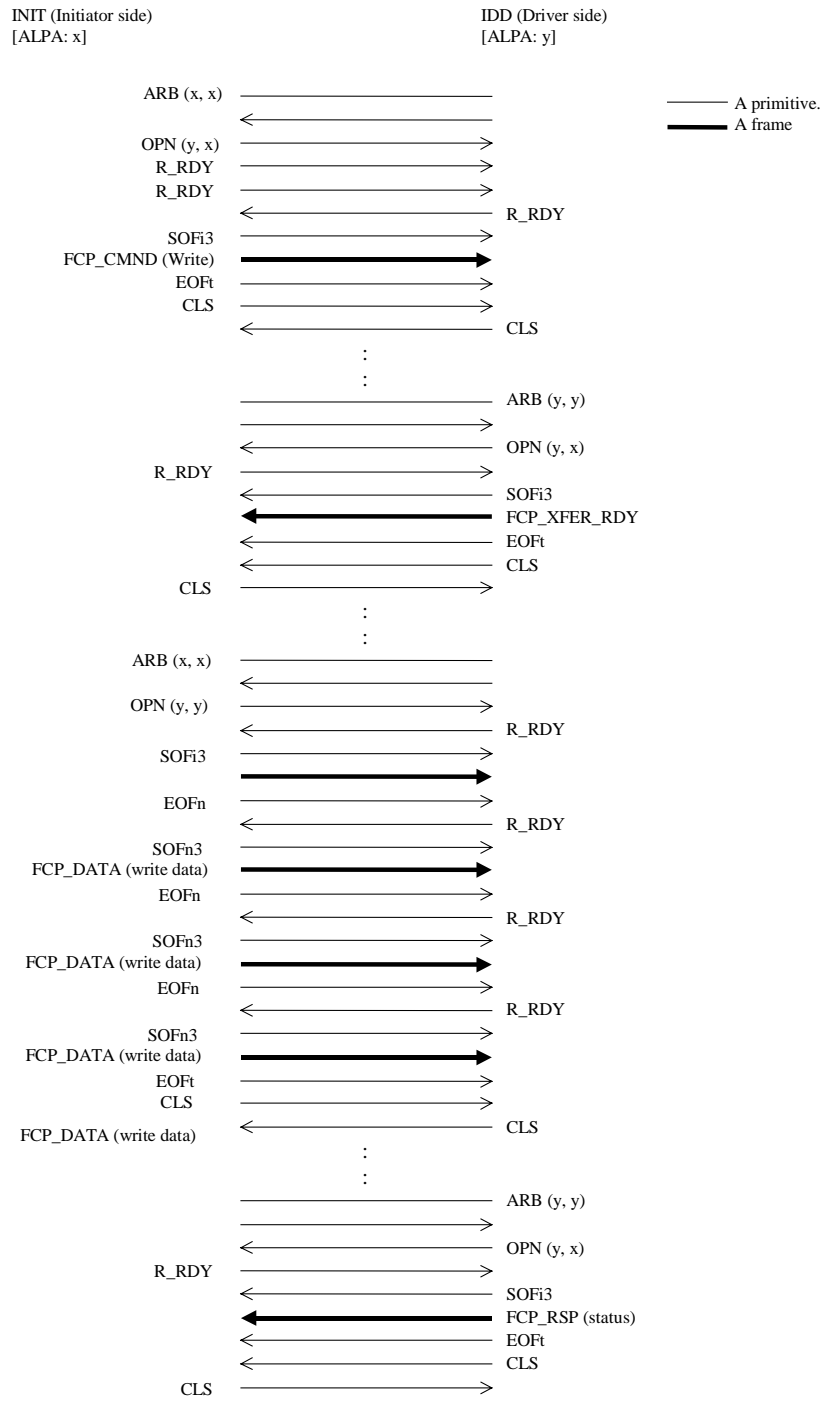 INIT (Initiator side) IDD (Driver side)
[ALPA: x] [ALPA: y]
ARB (x, x)
A primitive.
A frame
OPN (y, x)
R_RDY
R_RDY
R_RDY
SOFi3
FCP_CMND (Write)
EOFt
CLS
CLS
:
:
ARB (y, y)
OPN (y, x)
R_RDY
SOFi3
FCP_XFER_RDY
EOFt
CLS
CLS
:
:
ARB (x, x)
OPN (y, y)
R_RDY
SOFi3
EOFn
R_RDY
SOFn3
FCP_DATA (write data)
EOFn
R_RDY
SOFn3
FCP_DATA (write data)
EOFn
R_RDY
SOFn3
FCP_DATA (write data)
EOFt
CLS
CLS
FCP_DATA (write data)
:
:
ARB (y, y)
OPN (y, x)
R_RDY
SOFi3
FCP_RSP (status)
EOFt
CLS
CLS